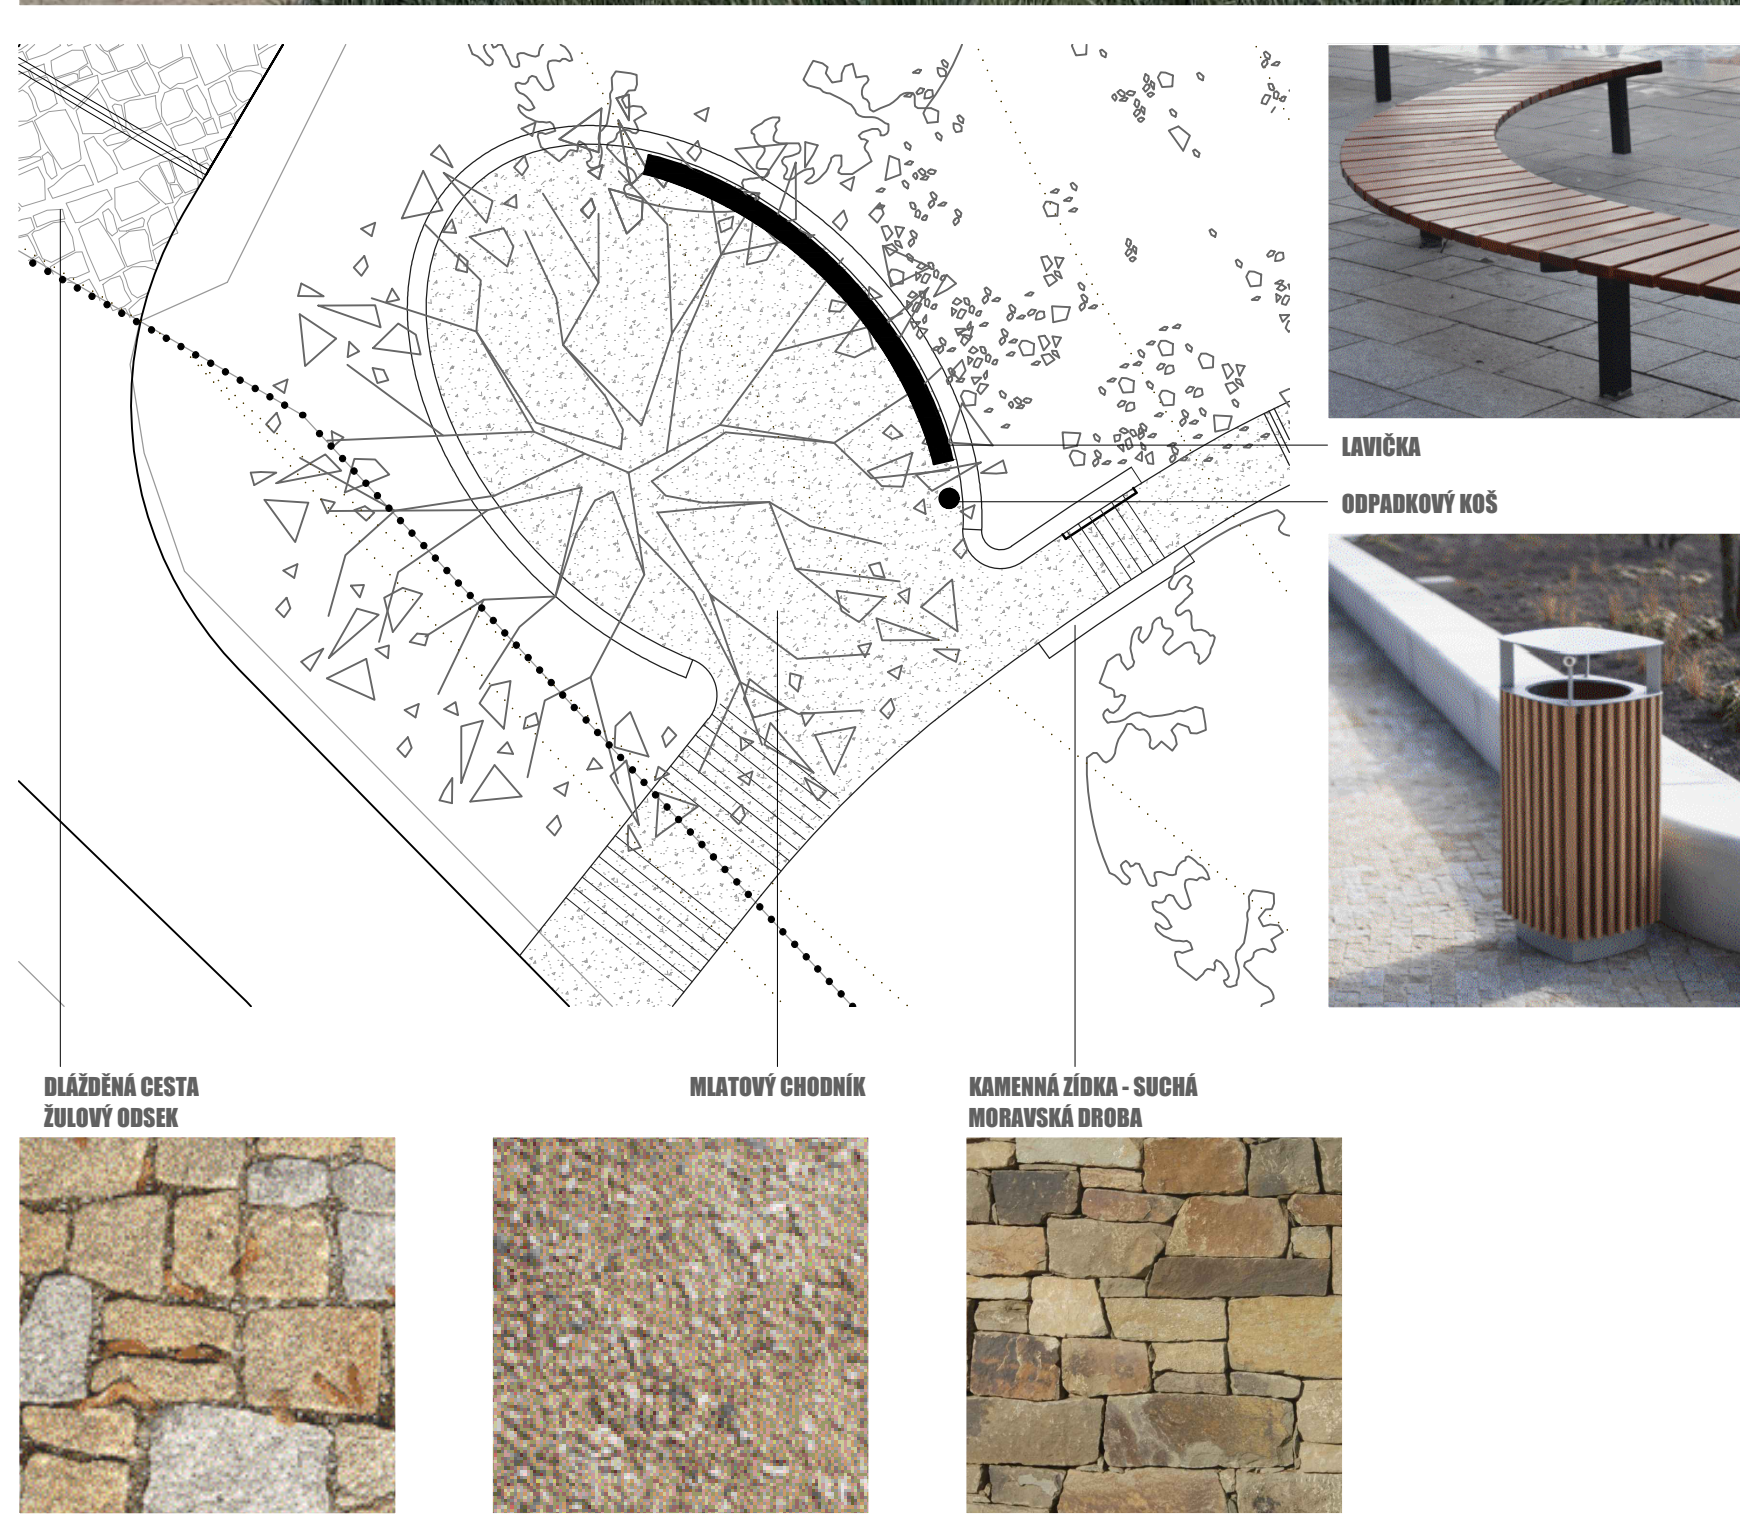 LAVIČKA
ODPADKOVÝ KOŠ
DLÁŽDĚNÁ CESTA
ŽULOVÝ ODSEK
MLATOVÝ CHODNÍK
KAMENNÁ ZÍDKA - SUCHÁ
MORAVSKÁ DROBA